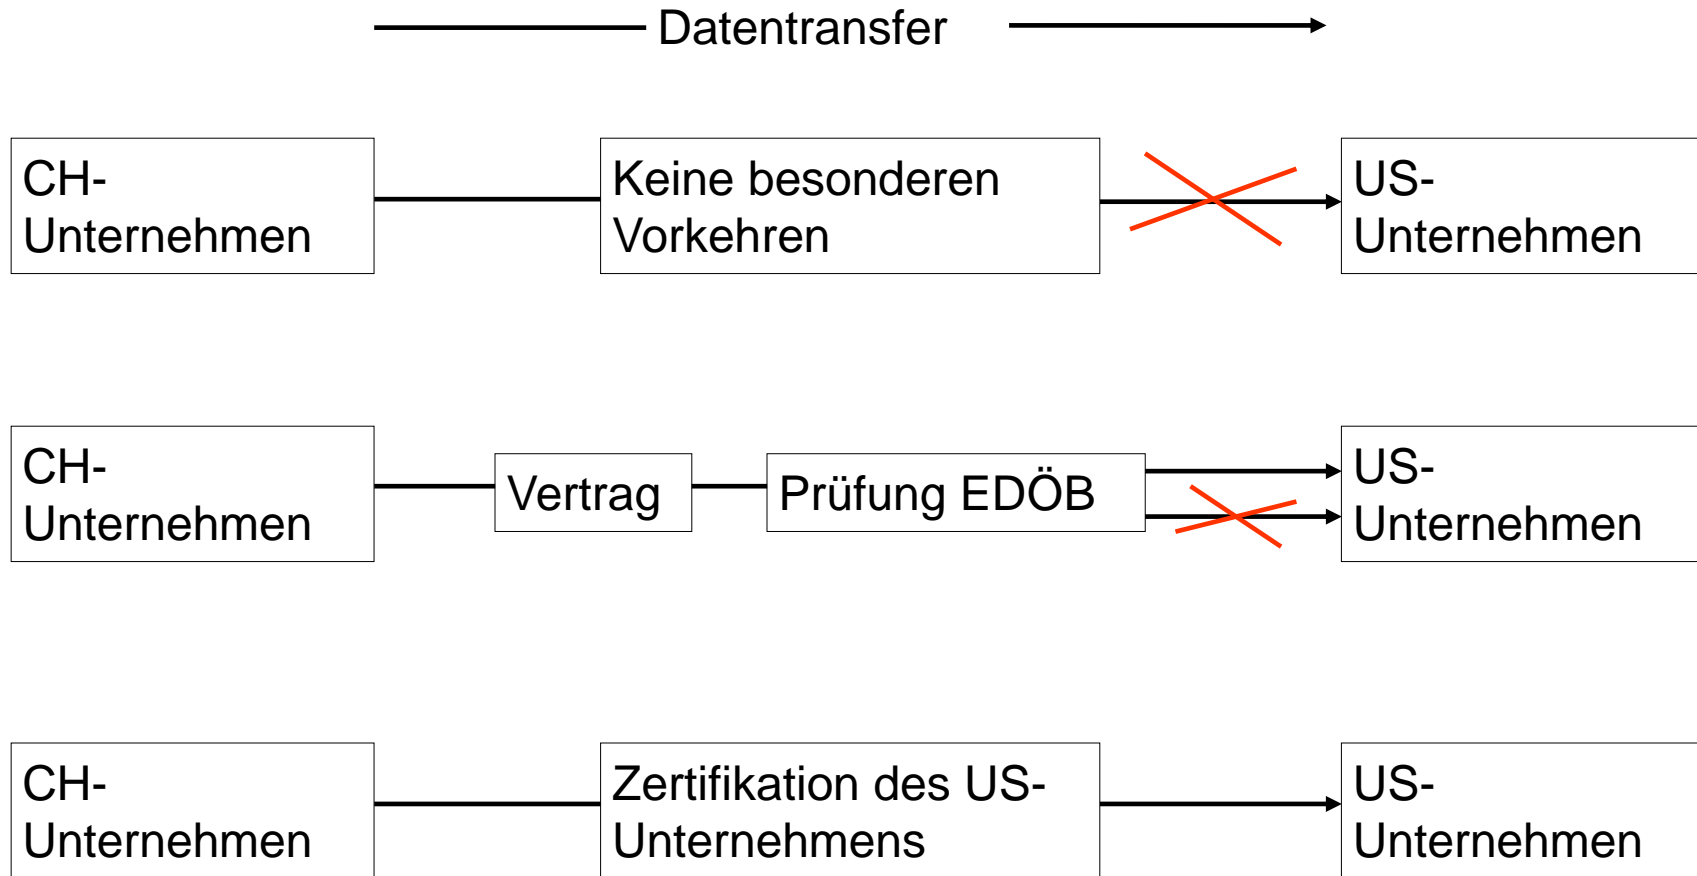 Datentransfer
CH-
Unternehmen
Keine besonderen
Vorkehren
US-
Unternehmen
CH-
Unternehmen
Vertrag
Prüfung EDÖB
US-
Unternehmen
CH-
Unternehmen
Zertifikation des US-
Unternehmens
US-
Unternehmen